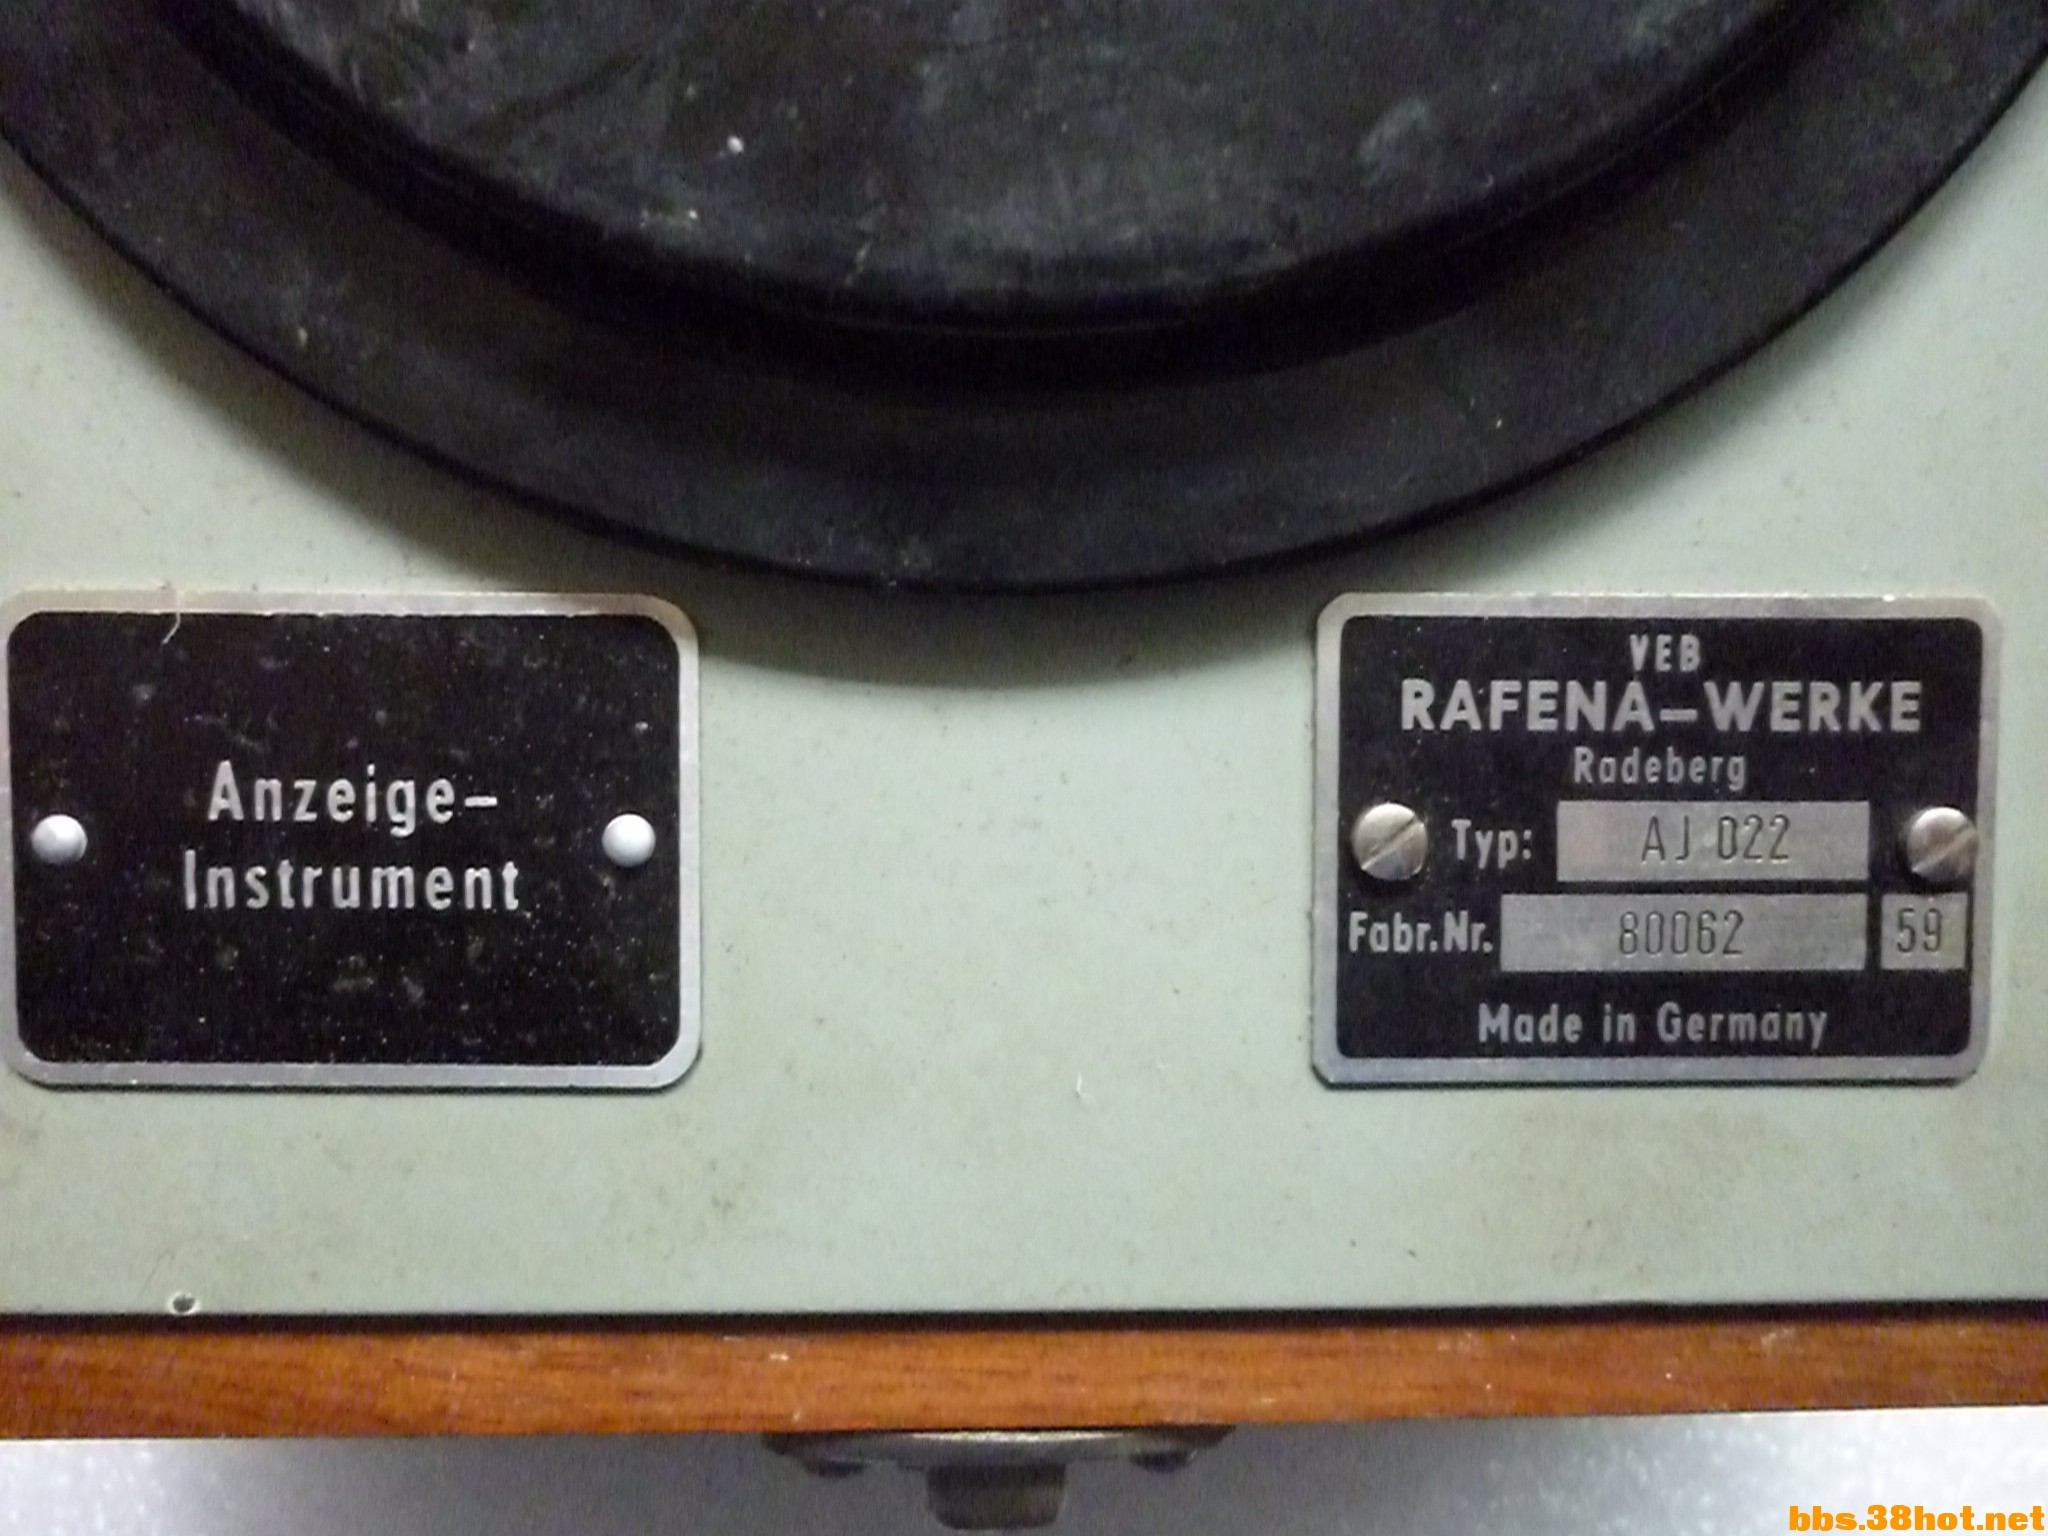 Anzeige-
Instrument
VEB
RAFENA-WERKE
Radeberg
Typ: AJ 022
Fabr.Nr. 80062 59
Made in Germany
bbs.38hot.net